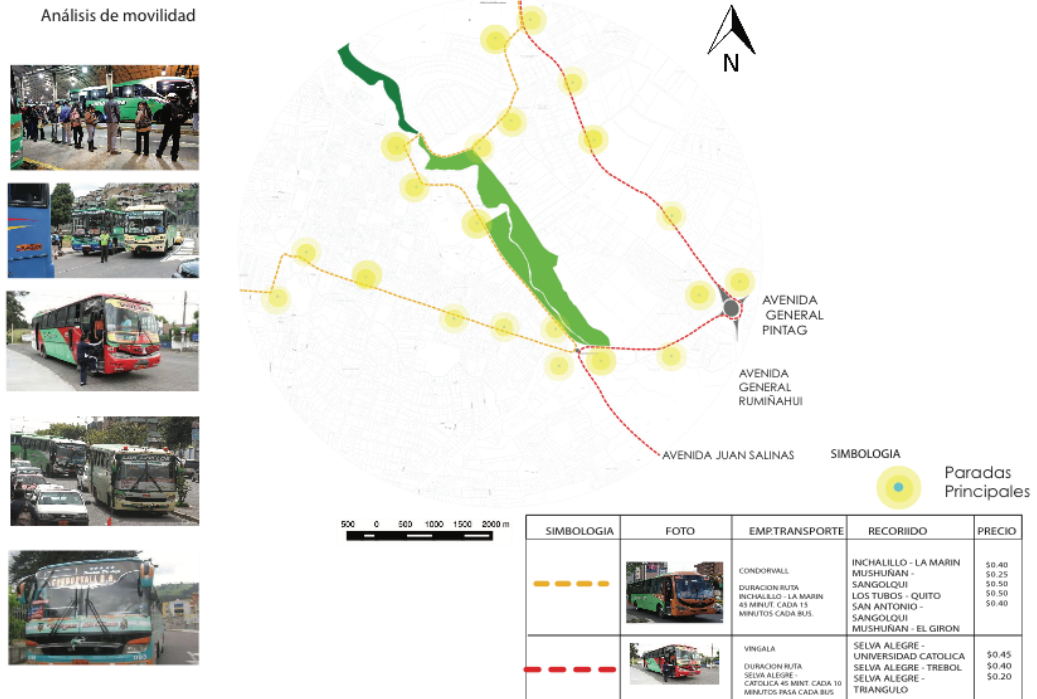 Análisis de movilidad
N
AVENIDA
GENERAL
PINTAG
AVENIDA
GENERAL
RUMIÑAHUI
AVENIDA JUAN SALINAS
SIMBOLOGIA
Paradas
Principales
500 0 500 1000 1500 2000 m
SIMBOLOGIA FOTO EMP.TRANSPORTE RECORIIDO PRECIO
CONDORVALL
DURACION RUTA
INCHALILLO - LA MARIN
45 MINUT. CADA 15
MINUTOS CADA BUS.
INCHALILLO - LA MARIN
MUSHUÑAN -
SANGOLQUI
LOS TUBOS - QUITO
SAN ANTONIO -
SANGOLQUI
MUSHUÑAN - EL GIRON
$0.40
$0.25
$0.50
$0.50
$0.40
VINGALA
DURACION RUTA
SELVA ALEGRE -
CATOLICA 45 MINT. CADA 10
MINUTOS PASA CADA BUS
SELVA ALEGRE -
UNIVERSIDAD CATOLICA
SELVA ALEGRE - TREBOL
SELVA ALEGRE -
TRIANGULO
$0.45
$0.40
$0.20